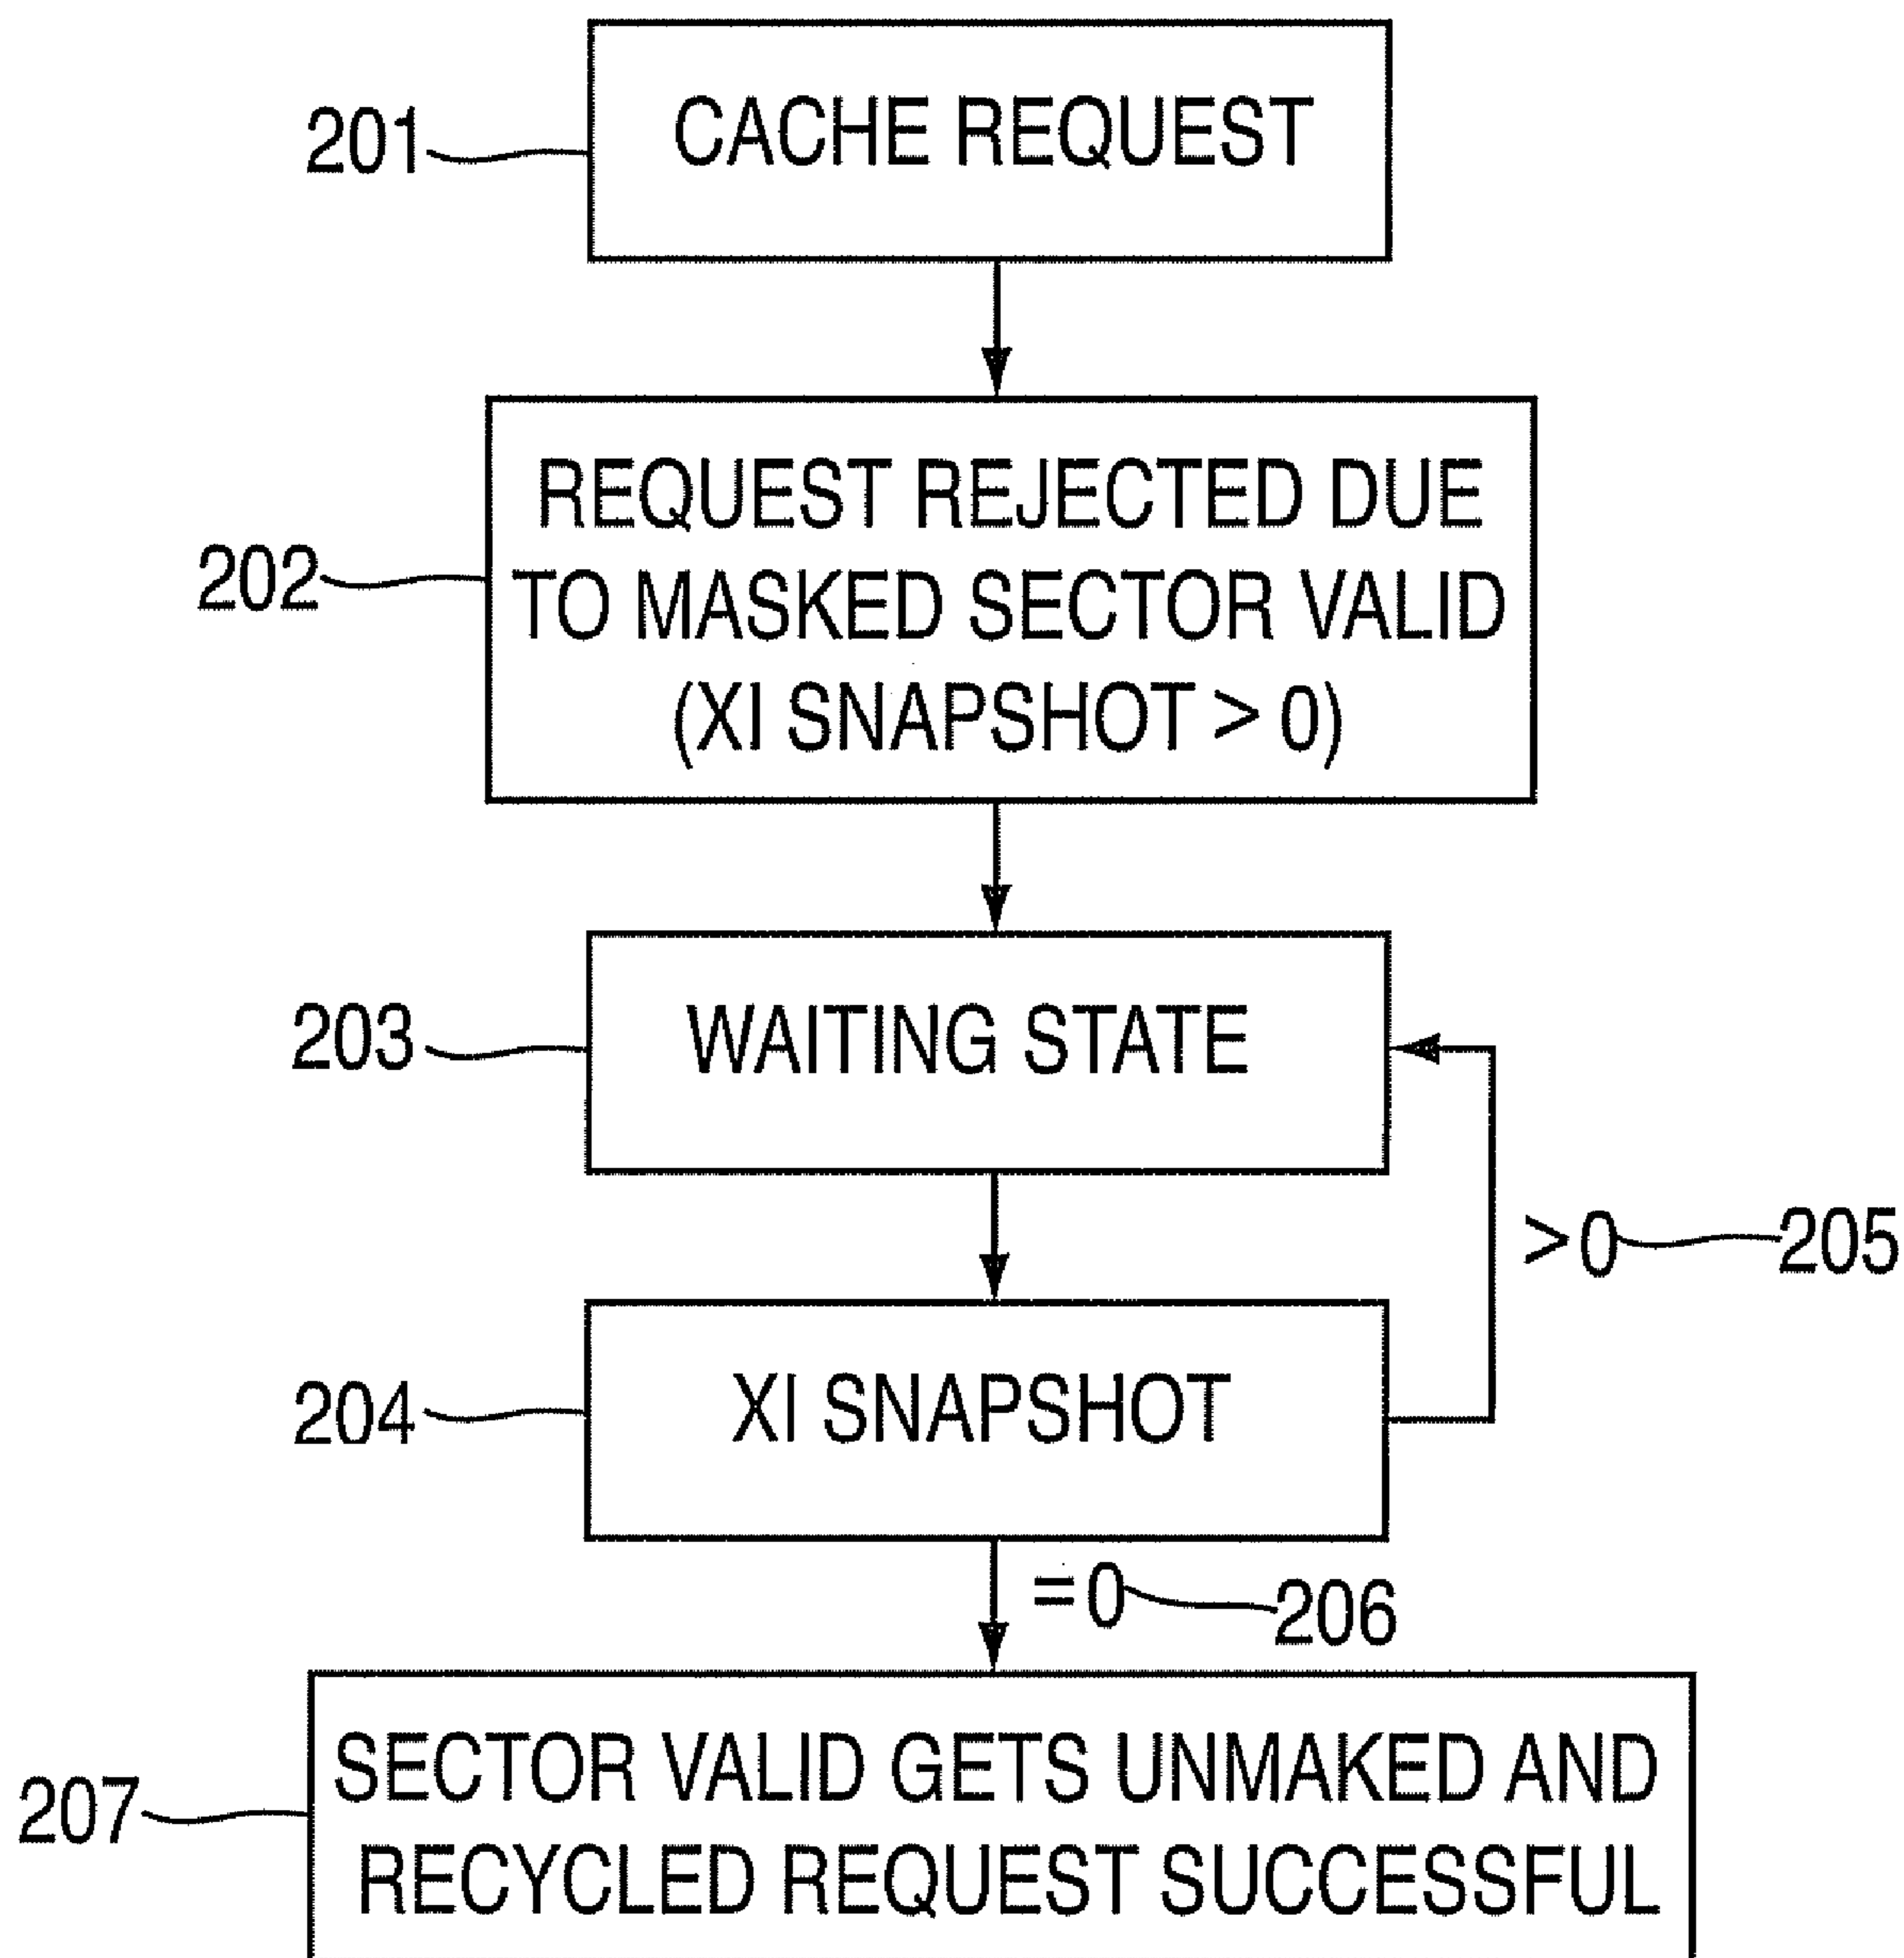 CACHE REQUEST
201
REQUEST REJECTED DUE
TO MASKED SECTOR VALID
(XI SNAPSHOT > 0)
202
WAITING STATE
203
> 0
205
XI SNAPSHOT
204
= 0
206
SECTOR VALID GETS UNMAKED AND
RECYCLED REQUEST SUCCESSFUL
207